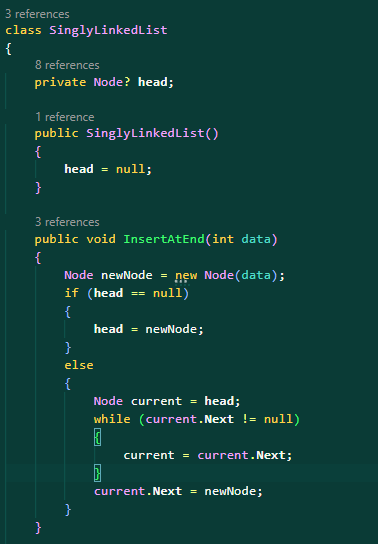 3 references
class SinglyLinkedList
{
8 references
private Node? head;
1 reference
public SinglyLinkedList()
{
head = null;
}
3 references
public void InsertAtEnd(int data)
{
Node newNode = new Node(data);
if (head == null)
{
head = newNode;
}
else
{
Node current = head;
while (current.Next != null)
{
current = current.Next;
}
current.Next = newNode;
}
}